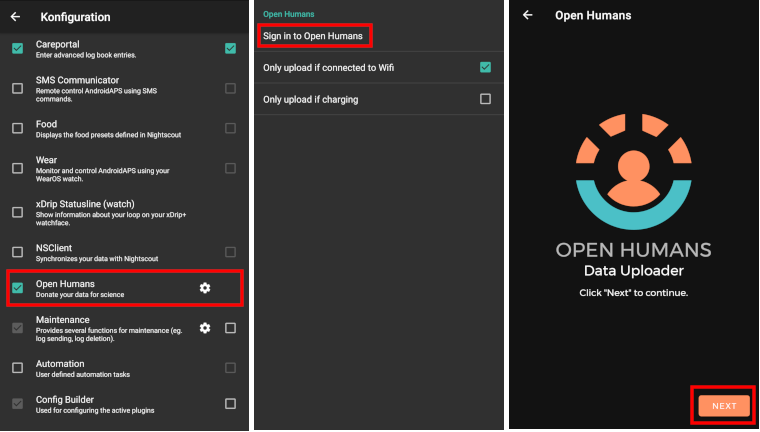 Konfiguration
Careportal
Enter advanced log book entries.
SMS Communicator
Remote control AndroidAPS using SMS
commands.
Food
Displays the food presets defined in Nightscout
Wear
Monitor and control AndroidAPS using your
WearOS watch.
xDrip Statusline (watch)
Show information about your loop on your xDrip+
watchface.
NSClient
Synchronizes your data with Nightscout
Open Humans
Donate your data for science
Maintenance
Provides several functions for maintenance (eg.
log sending, log deletion).
Automation
User defined automation tasks
Config Builder
Used for configuring the active plugins
Open Humans
Sign in to Open Humans
Only upload if connected to Wifi
Only upload if charging
Open Humans
OPEN HUMANS
Data Uploader
Click "Next" to continue.
NEXT